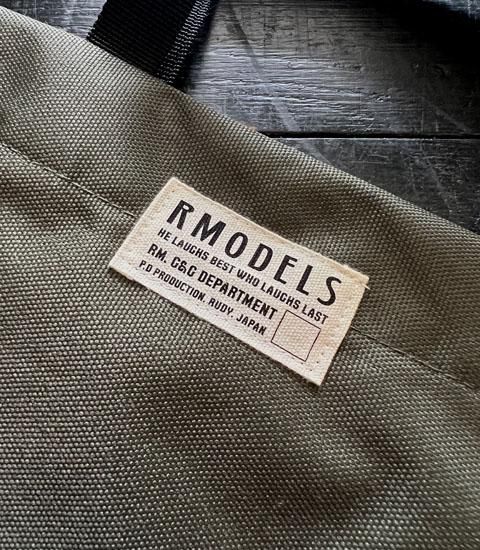 RMODELS
HE LAUGHS BEST WHO LAUGHS LAST
RM. G&G DEPARTMENT
P.D PRODUCTION. RUDY. JAPAN